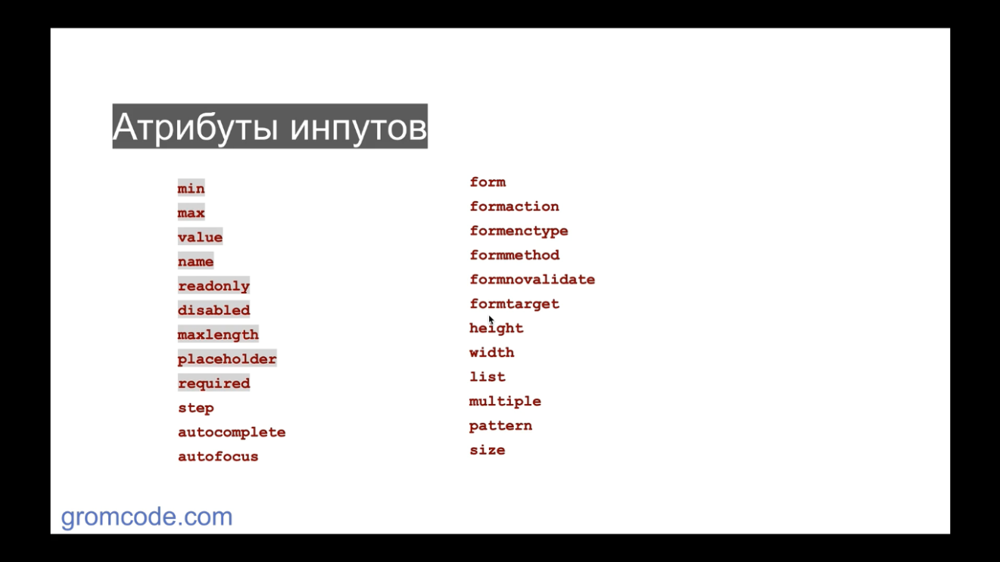 Атрибуты инпутов
min
max
value
name
readonly
disabled
maxlength
placeholder
required
step
autocomplete
autofocus
form
formaction
formenctype
formmethod
formnovalidate
formtarget
height
width
list
multiple
pattern
size
gromcode.com